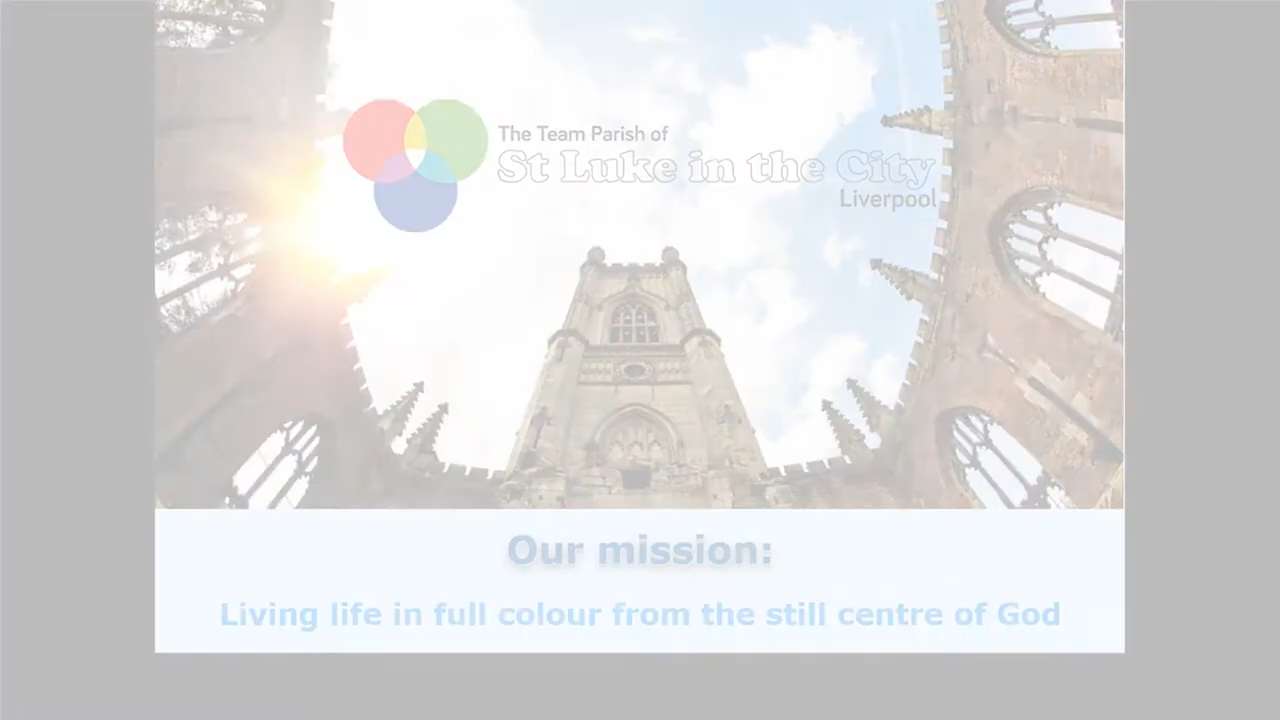 The Team Parish of
St Luke in the City
Liverpool
Our mission:
Living life in full colour from the still centre of God